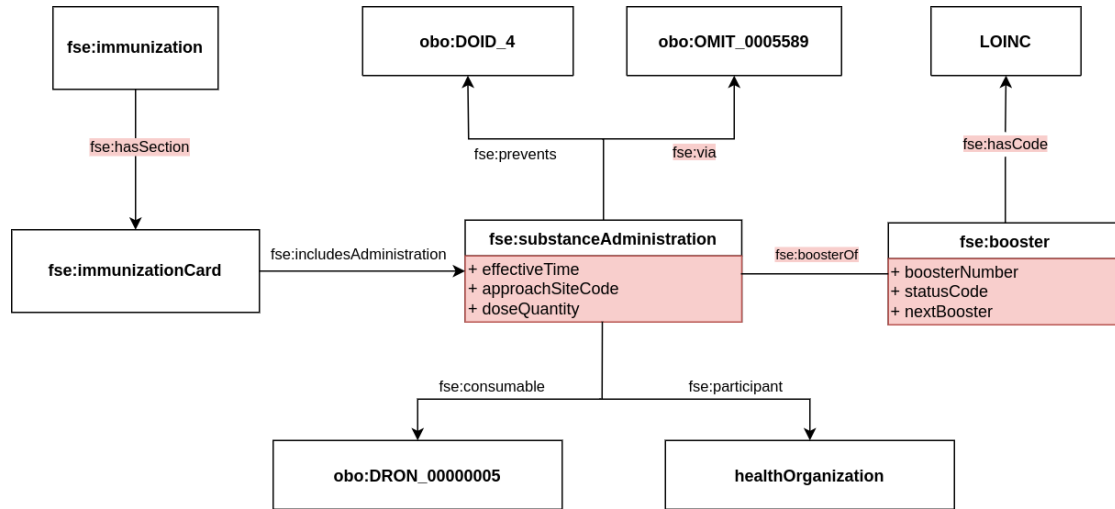 fse:immunization
obo:DOID_4
obo:OMIT_0005589
LOINC
fse:hasSection
fse:prevents
fse:via
fse:hasCode
fse:immunizationCard
fse:includesAdministration
fse:substanceAdministration
+ effectiveTime
+ approachSiteCode
+ doseQuantity
fse:boosterOf
fse:booster
+ boosterNumber
+ statusCode
+ nextBooster
fse:consumable
fse:participant
obo:DRON_00000005
healthOrganization